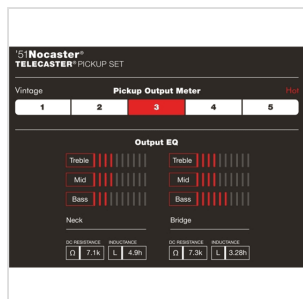 '51Nocaster®
TELECASTER® PICKUP SET
Vintage Pickup Output Meter Hot
1 2 3 4 5
Output EQ
Treble Treble
Mid Mid
Bass Bass
Neck Bridge
DC RESISTANCE INDUCTANCE DC RESISTANCE INDUCTANCE
Ω 7.1k L 4.9h Ω 7.3k L 3.28h